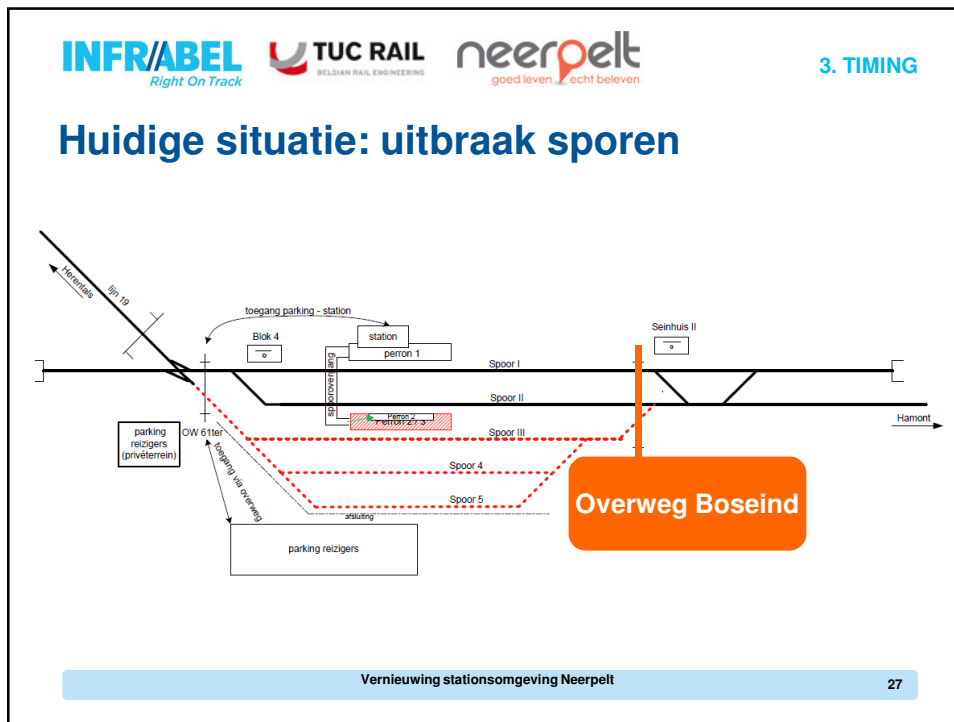 INFRABEL
Right On Track
TUC RAIL
BELGIAN RAIL ENGINEERING
neerpelt
goed leven echt beleven
3. TIMING
Huidige situatie: uitbraak sporen
Herentals
lijn 19
toegang parking - station
Blok 4
station
perron 1
spoorovergang
Seinhuis II
Spoor I
Spoor II
Perron 2
Perron 2 / 3
Hamont
parking
reizigers
(privéterrein)
OW 61ter
toegang via overweg
Spoor III
Spoor 4
Spoor 5
afsluiting
Overweg Boseind
parking reizigers
Vernieuwing stationsomgeving Neerpelt
27